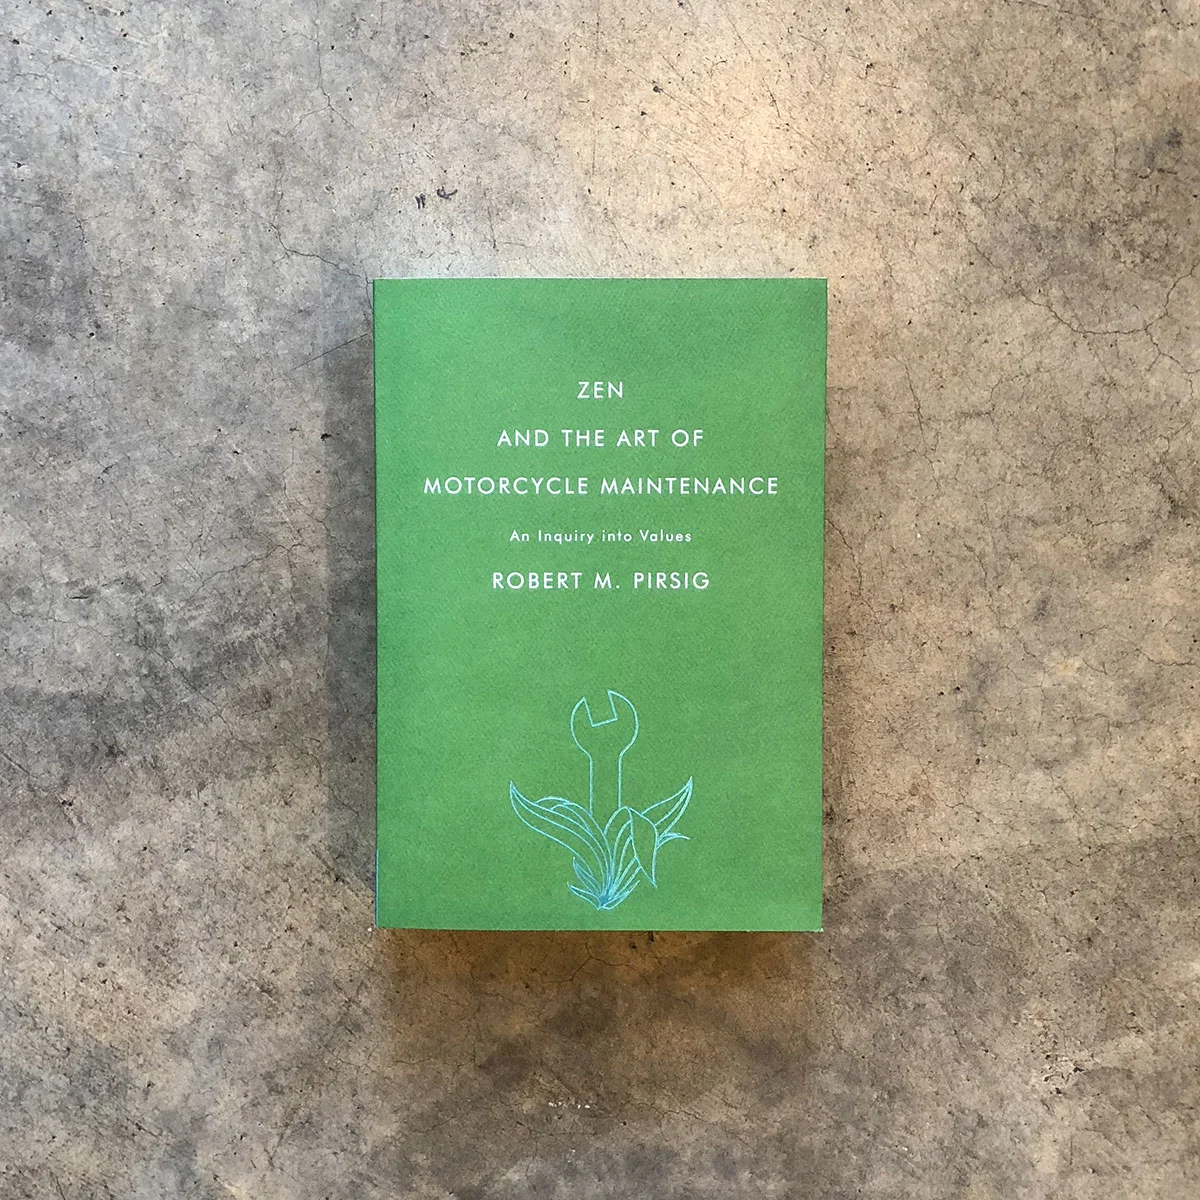 ZEN
AND THE ART OF
MOTORCYCLE MAINTENANCE
An Inquiry into Values
ROBERT M. PIRSIG